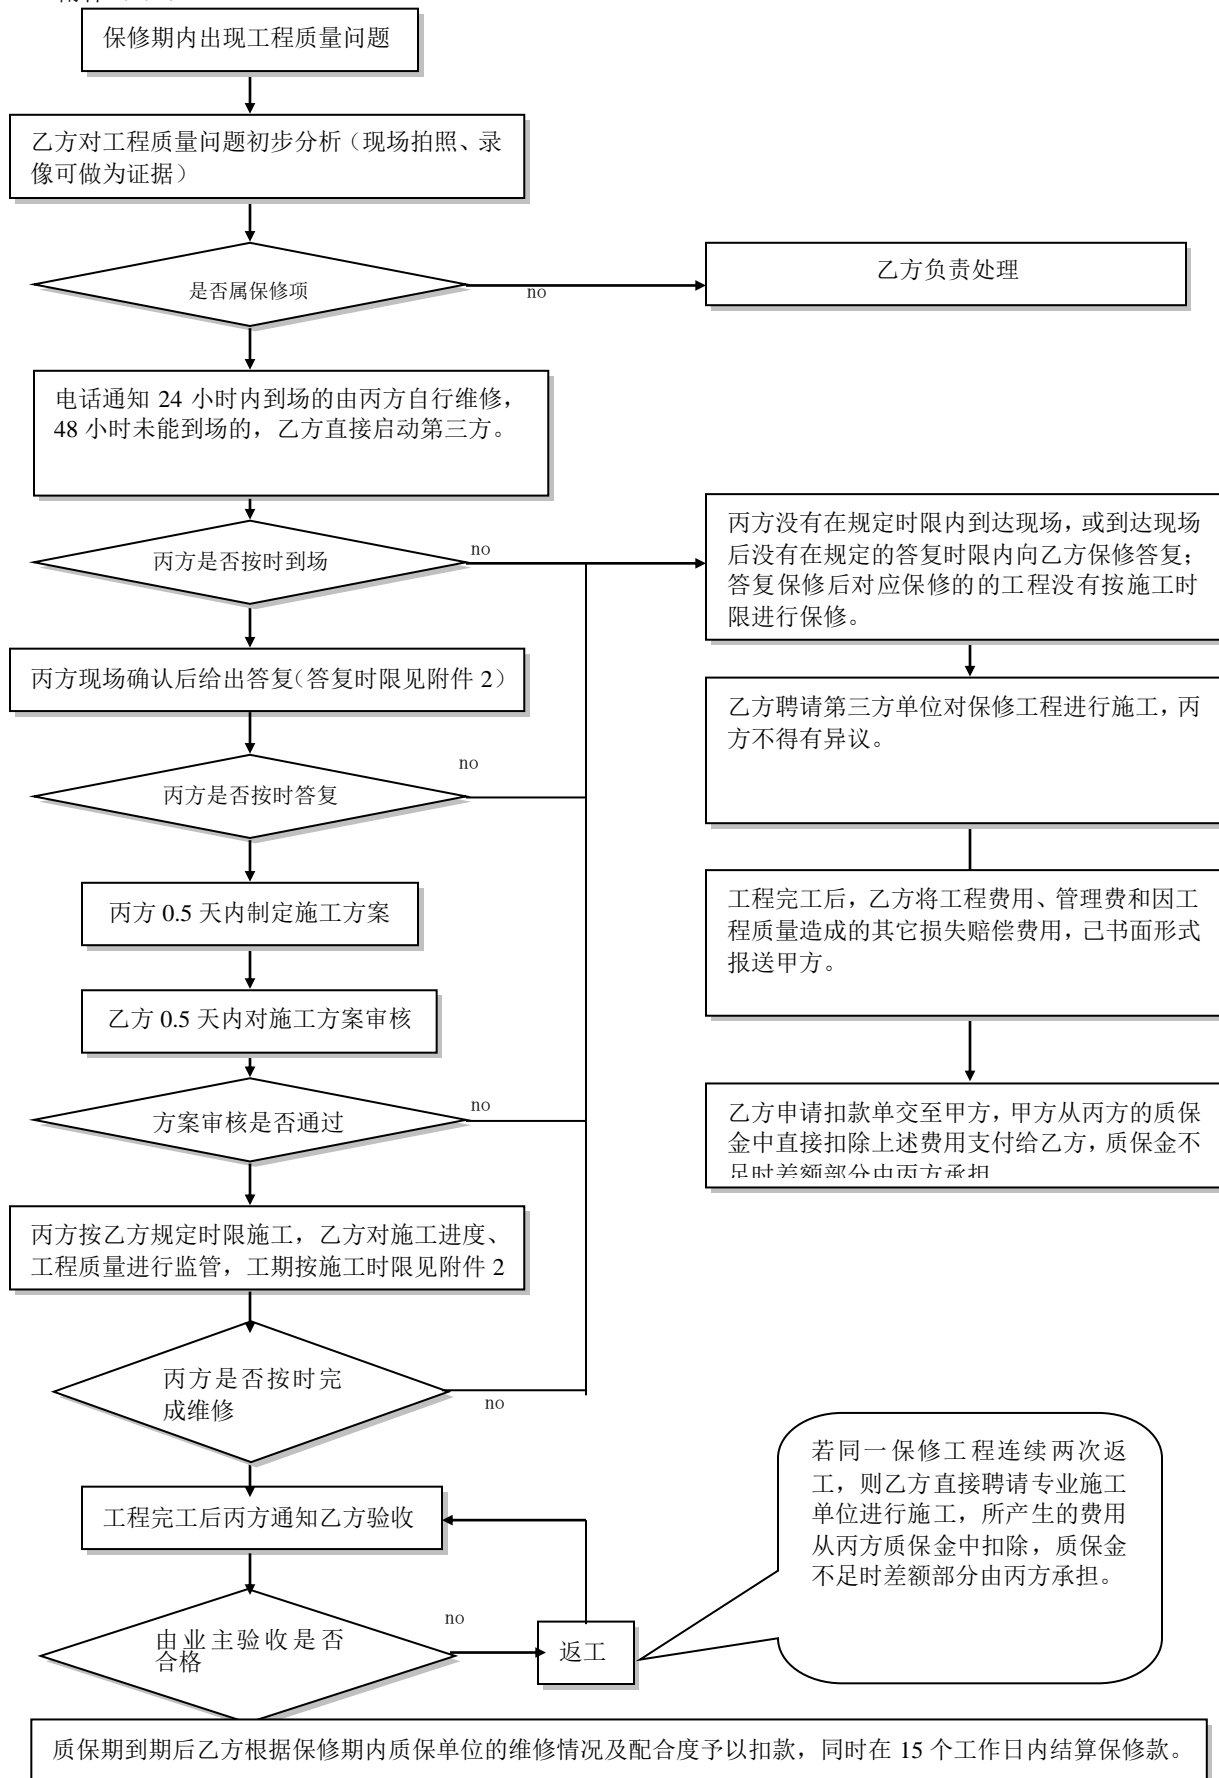 保修期内出现工程质量问题
乙方对工程质量问题初步分析（现场拍照、录
像可做为证据）
是否属保修项
no
乙方负责处理
电话通知 24 小时内到场的由丙方自行维修，
48 小时未能到场的，乙方直接启动第三方。
丙方是否按时到场
no
丙方没有在规定时限内到达现场，或到达现场
后没有在规定的答复时限内向乙方保修答复；
答复保修后对应保修的的工程没有按施工时
限进行保修。
丙方现场确认后给出答复（答复时限见附件 2）
乙方聘请第三方单位对保修工程进行施工，丙
方不得有异议。
丙方是否按时答复
no
丙方 0.5 天内制定施工方案
工程完工后，乙方将工程费用、管理费和因工
程质量造成的其它损失赔偿费用，己书面形式
报送甲方。
乙方 0.5 天内对施工方案审核
方案审核是否通过
no
乙方申请扣款单交至甲方，甲方从丙方的质保
金中直接扣除上述费用支付给乙方，质保金不
足时差额部分由丙方承担
丙方按乙方规定时限施工，乙方对施工进度、
工程质量进行监管，工期按施工时限见附件 2
丙方是否按时完
成维修
no
工程完工后丙方通知乙方验收
若同一保修工程连续两次返
工，则乙方直接聘请专业施工
单位进行施工，所产生的费用
从丙方质保金中扣除，质保金
不足时差额部分由丙方承担。
由业主验收是否
合格
no
返工
质保期到期后乙方根据保修期内质保单位的维修情况及配合度予以扣款，同时在 15 个工作日内结算保修款。